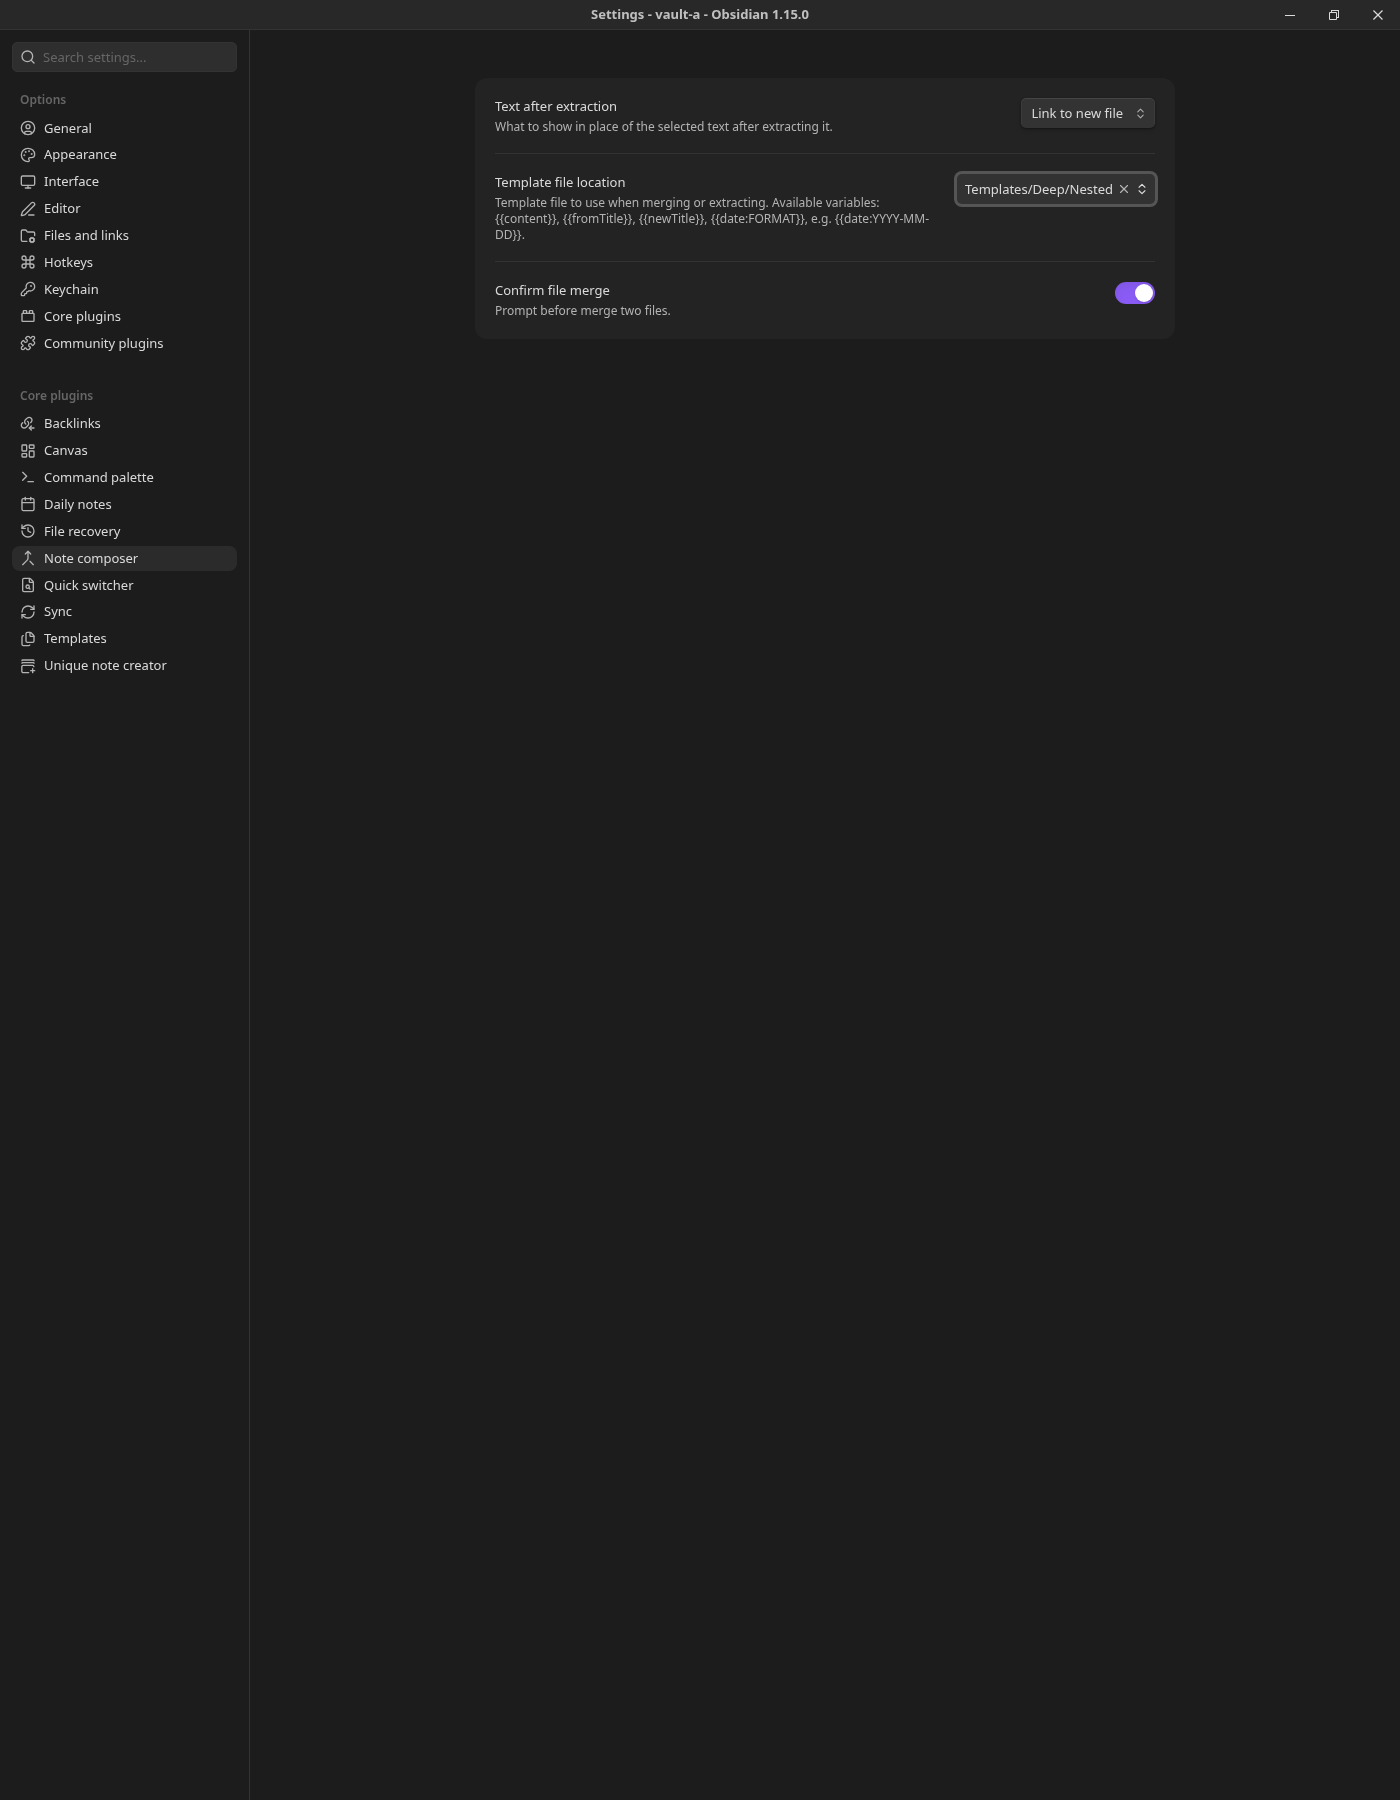 Settings - vault-a - Obsidian 1.15.0
Search settings...
Options
General
Appearance
Interface
Editor
Files and links
Hotkeys
Keychain
Core plugins
Community plugins
Core plugins
Backlinks
Canvas
Command palette
Daily notes
File recovery
Note composer
Quick switcher
Sync
Templates
Unique note creator
Text after extraction
What to show in place of the selected text after extracting it.
Link to new file
Template file location
Template file to use when merging or extracting. Available variables:
{{content}}, {{fromTitle}}, {{newTitle}}, {{date:FORMAT}}, e.g. {{date:YYYY-MM-
DD}}.
Templates/Deep/Nested
Confirm file merge
Prompt before merge two files.